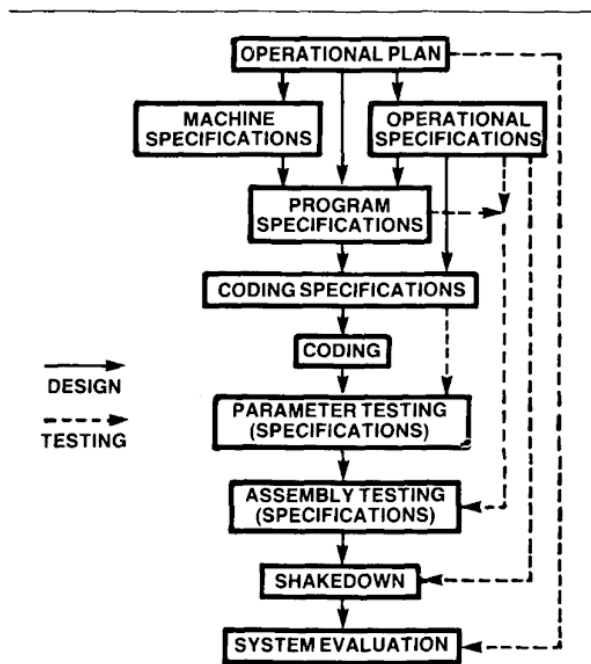 OPERATIONAL PLAN
MACHINE
SPECIFICATIONS
OPERATIONAL
SPECIFICATIONS
PROGRAM
SPECIFICATIONS
CODING SPECIFICATIONS
CODING
DESIGN
TESTING
PARAMETER TESTING
(SPECIFICATIONS)
ASSEMBLY TESTING
(SPECIFICATIONS)
SHAKEDOWN
SYSTEM EVALUATION